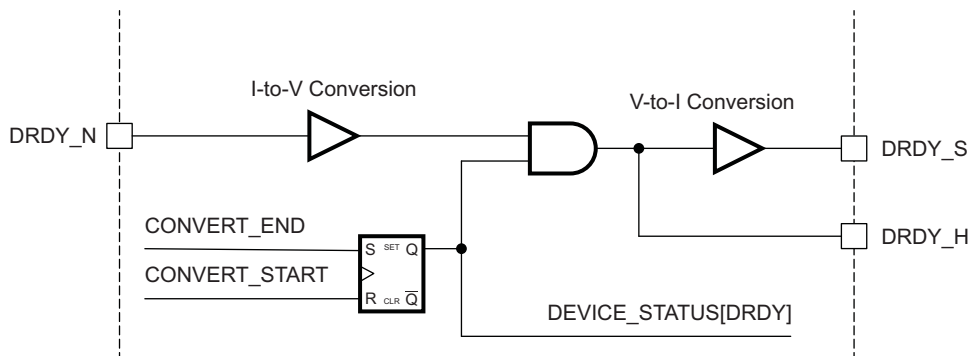 I-to-V Conversion
V-to-I Conversion
DRDY_N
DRDY_S
CONVERT_END
DRDY_H
S SET Q
CONVERT_START
R CLR Q
DEVICE_STATUS[DRDY]